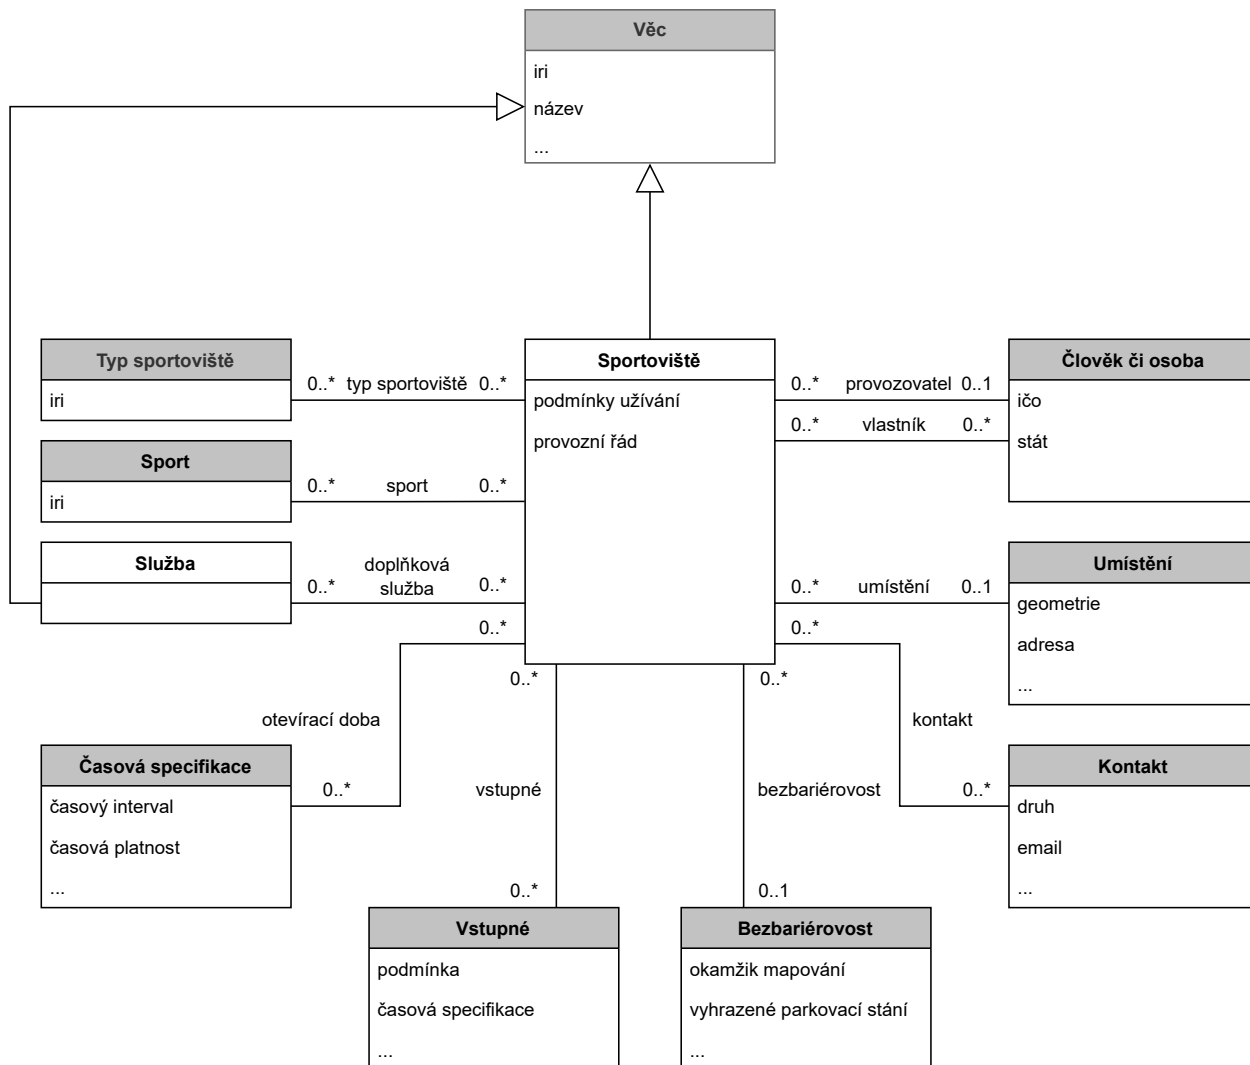 Věc
iri
název
...
Typ sportoviště
iri
0..* typ sportoviště 0..*
Sport
iri
0..* sport 0..*
Služba
0..* doplňková služba 0..*
Sportoviště
podmínky užívání
provozní řád
0..* provozovatel 0..1
0..* vlastník 0..*
Člověk či osoba
ičo
stát
0..* umístění 0..1
Umístění
geometrie
adresa
...
0..*
otevírací doba
0..*
Časová specifikace
časový interval
časová platnost
...
0..*
vstupné
0..*
Vstupné
podmínka
časová specifikace
...
0..*
bezbariérovost
0..1
Bezbariérovost
okamžik mapování
vyhrazené parkovací stání
...
0..*
kontakt
0..*
Kontakt
druh
email
...